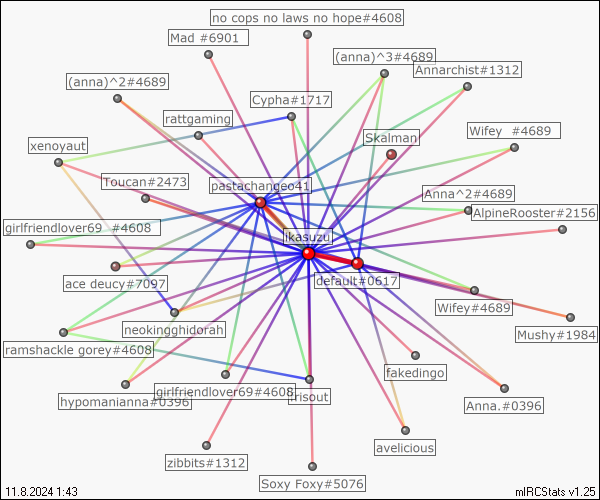 no cops no laws no hope#4608
Mad #6901
(anna)^3#4689
Annarchist#1312
(anna)^2#4689
Cypha#1717
rattgaming
Wifey  #4689
Skalman
xenoyaut
Toucan#2473
pastachangeo41
Anna^2#4689
AlpineRooster#2156
girlfriendlover69  #4608
ikasuzu
ace deucy#7097
default#0617
Wifey#4689
neokingghidorah
Mushy#1984
ramshackle gorey#4608
fakedingo
hypomanianna#0396
girlfriendlover69#4608
irisout
Anna.#0396
avelicious
zibbits#1312
Soxy Foxy#5076
11.8.2024 1:43
mIRCStats v1.25